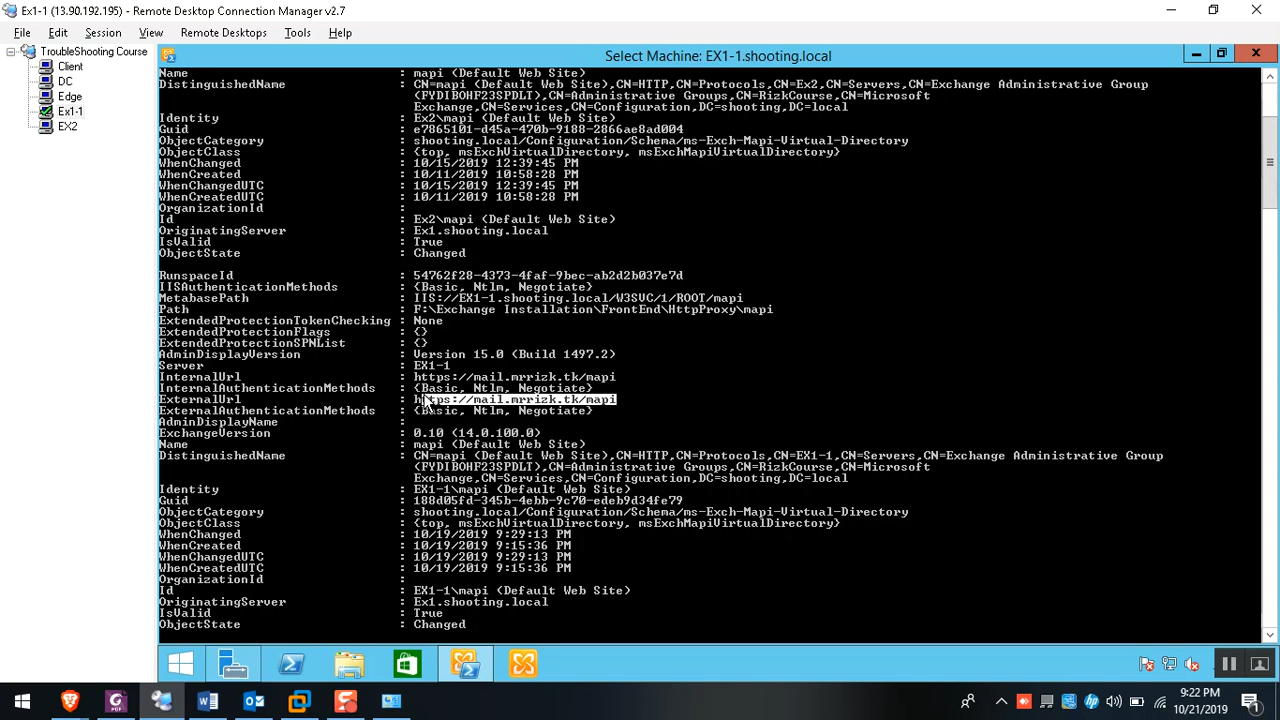 Ex1-1 (13.90.192.195) - Remote Desktop Connection Manager v2.7
File Edit Session View Remote Desktops Tools Help
TroubleShooting Course
Client
DC
Edge
Ex1-1
EX2
Select Machine: EX1-1.shooting.local
Name : mapi (Default Web Site)
DistinguishedName : CN=mapi (Default Web Site),CN=HTTP,CN=Protocols,CN=Ex2,CN=Servers,CN=Exchange Administrative Group
(FYDIBOHF23SPDLT),CN=Administrative Groups,CN=RizkCourse,CN=Microsoft
Exchange,CN=Services,CN=Configuration,DC=shooting,DC=local
Identity : Ex2\mapi (Default Web Site)
Guid : e7865101-d45a-470b-9188-2866ae8ad004
ObjectCategory : shooting.local/Configuration/Schema/ms-Exch-Mapi-Virtual-Directory
ObjectClass : {top, msExchVirtualDirectory, msExchMapiVirtualDirectory}
WhenChanged : 10/15/2019 12:39:45 PM
WhenCreated : 10/11/2019 10:58:28 PM
WhenChangedUTC : 10/15/2019 12:39:45 PM
WhenCreatedUTC : 10/11/2019 10:58:28 PM
OrganizationId :
Id : Ex2\mapi (Default Web Site)
OriginatingServer : Ex1.shooting.local
IsValid : True
ObjectState : Changed
RunspaceId : 54762f28-4373-4faf-9bec-ab2d2b037e7d
IISAuthenticationMethods : {Basic, Ntlm, Negotiate}
MetabasePath : IIS://EX1-1.shooting.local/W3SVC/1/ROOT/mapi
Path : F:\Exchange Installation\FrontEnd\HttpProxy\mapi
ExtendedProtectionTokenChecking : None
ExtendedProtectionFlags : {}
ExtendedProtectionSPNList : {}
AdminDisplayVersion : Version 15.0 (Build 1497.2)
Server : EX1-1
InternalUrl : https://mail.mrrizk.tk/mapi
InternalAuthenticationMethods : {Basic, Ntlm, Negotiate}
ExternalUrl : https://mail.mrrizk.tk/mapi
ExternalAuthenticationMethods : {Basic, Ntlm, Negotiate}
AdminDisplayName :
ExchangeVersion : 0.10 (14.0.100.0)
Name : mapi (Default Web Site)
DistinguishedName : CN=mapi (Default Web Site),CN=HTTP,CN=Protocols,CN=EX1-1,CN=Servers,CN=Exchange Administrative Group
(FYDIBOHF23SPDLT),CN=Administrative Groups,CN=RizkCourse,CN=Microsoft
Exchange,CN=Services,CN=Configuration,DC=shooting,DC=local
Identity : EX1-1\mapi (Default Web Site)
Guid : 188d05fd-345b-4ebb-9c70-edeb9d34fe79
ObjectCategory : shooting.local/Configuration/Schema/ms-Exch-Mapi-Virtual-Directory
ObjectClass : {top, msExchVirtualDirectory, msExchMapiVirtualDirectory}
WhenChanged : 10/19/2019 9:29:13 PM
WhenCreated : 10/19/2019 9:15:36 PM
WhenChangedUTC : 10/19/2019 9:29:13 PM
WhenCreatedUTC : 10/19/2019 9:15:36 PM
OrganizationId :
Id : EX1-1\mapi (Default Web Site)
OriginatingServer : Ex1.shooting.local
IsValid : True
ObjectState : Changed
9:22 PM
10/21/2019